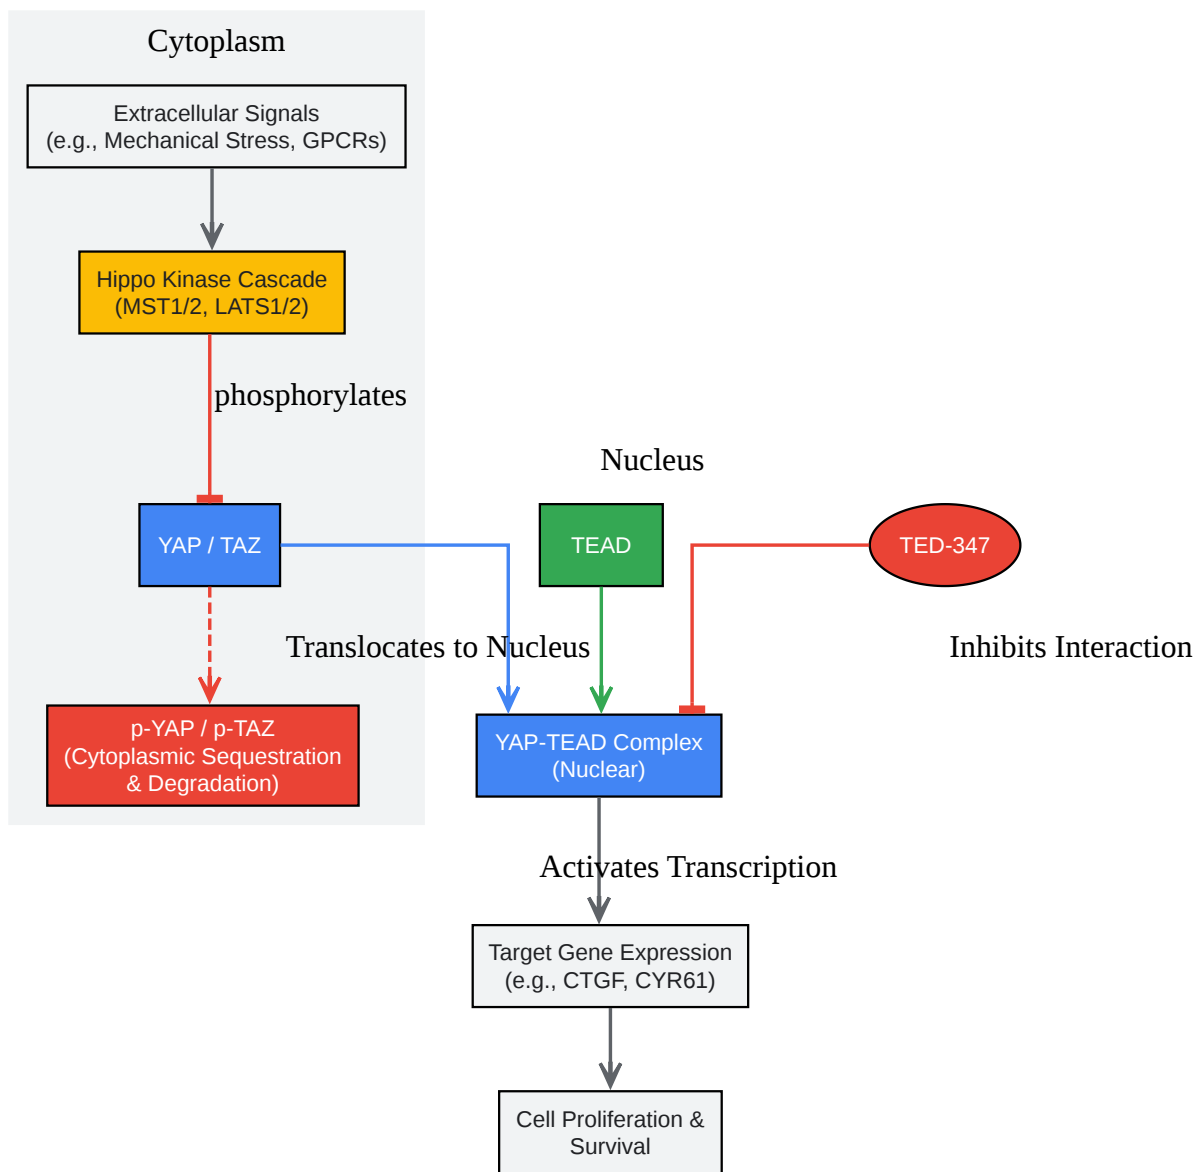 Cytoplasm
Extracellular Signals
(e.g., Mechanical Stress, GPCRs)
Hippo Kinase Cascade
(MST1/2, LATS1/2)
phosphorylates
Nucleus
YAP / TAZ
TEAD
TED-347
Translocates to Nucleus
Inhibits Interaction
p-YAP / p-TAZ
(Cytoplasmic Sequestration
& Degradation)
YAP-TEAD Complex
(Nuclear)
Activates Transcription
Target Gene Expression
(e.g., CTGF, CYR61)
Cell Proliferation &
Survival